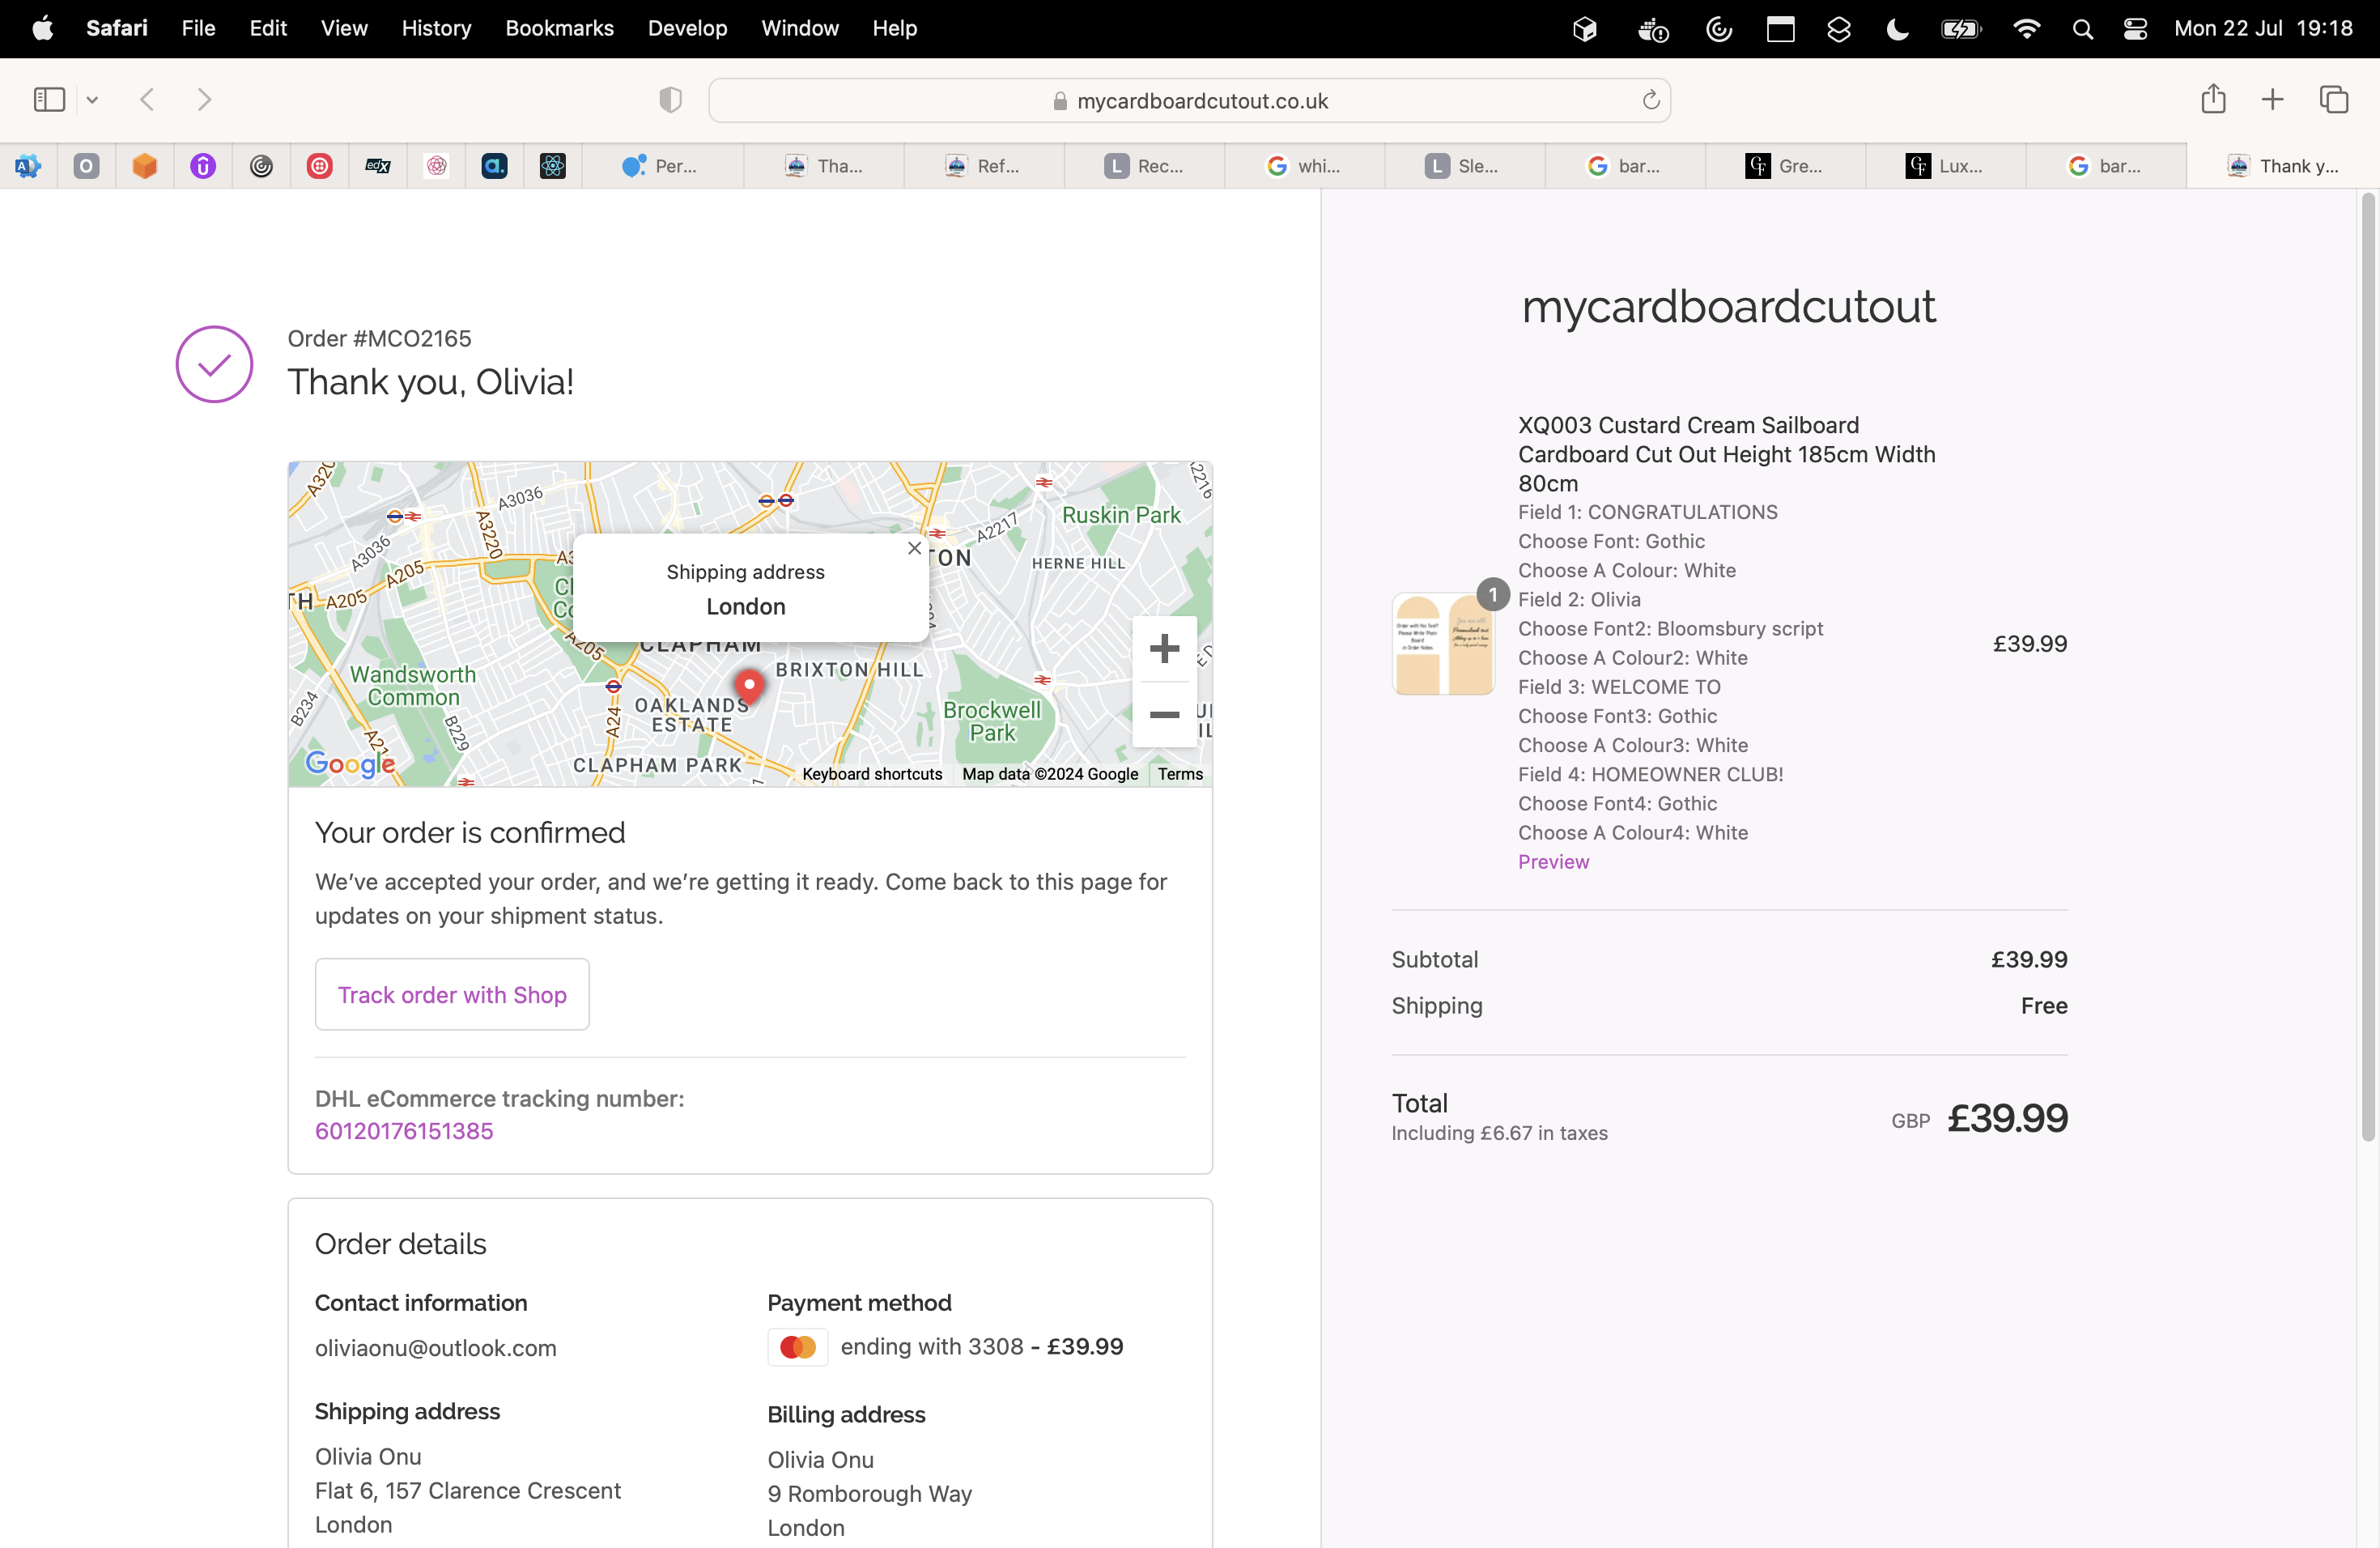 Safari File Edit View History Bookmarks Develop Window Help
Mon 22 Jul 19:18
mycardboardcutout.co.uk
Per... Tha... Ref... L Rec... whi... L Sle... bar... Gre... Lux... bar... Thank y...
Order #MCO2165
Thank you, Olivia!
A3036
A3220
A3036
A205
A205
A205
A2217
A2216
Ruskin Park
HERNE HILL
Shipping address
London
CLAPHAM
BRIXTON HILL
Wandsworth
Common
B234
B229
A24
A21
OAKLANDS
ESTATE
Brockwell
Park
CLAPHAM PARK
Google
Keyboard shortcuts Map data ©2024 Google Terms
Your order is confirmed
We’ve accepted your order, and we’re getting it ready. Come back to this page for
updates on your shipment status.
Track order with Shop
DHL eCommerce tracking number:
60120176151385
Order details
Contact information
oliviaonu@outlook.com
Payment method
ending with 3308 - £39.99
Shipping address
Olivia Onu
Flat 6, 157 Clarence Crescent
London
Billing address
Olivia Onu
9 Romborough Way
London
mycardboardcutout
1
XQ003 Custard Cream Sailboard
Cardboard Cut Out Height 185cm Width
80cm
Field 1: CONGRATULATIONS
Choose Font: Gothic
Choose A Colour: White
Field 2: Olivia
Choose Font2: Bloomsbury script
Choose A Colour2: White
Field 3: WELCOME TO
Choose Font3: Gothic
Choose A Colour3: White
Field 4: HOMEOWNER CLUB!
Choose Font4: Gothic
Choose A Colour4: White
Preview
£39.99
Subtotal £39.99
Shipping Free
Total
Including £6.67 in taxes
GBP £39.99